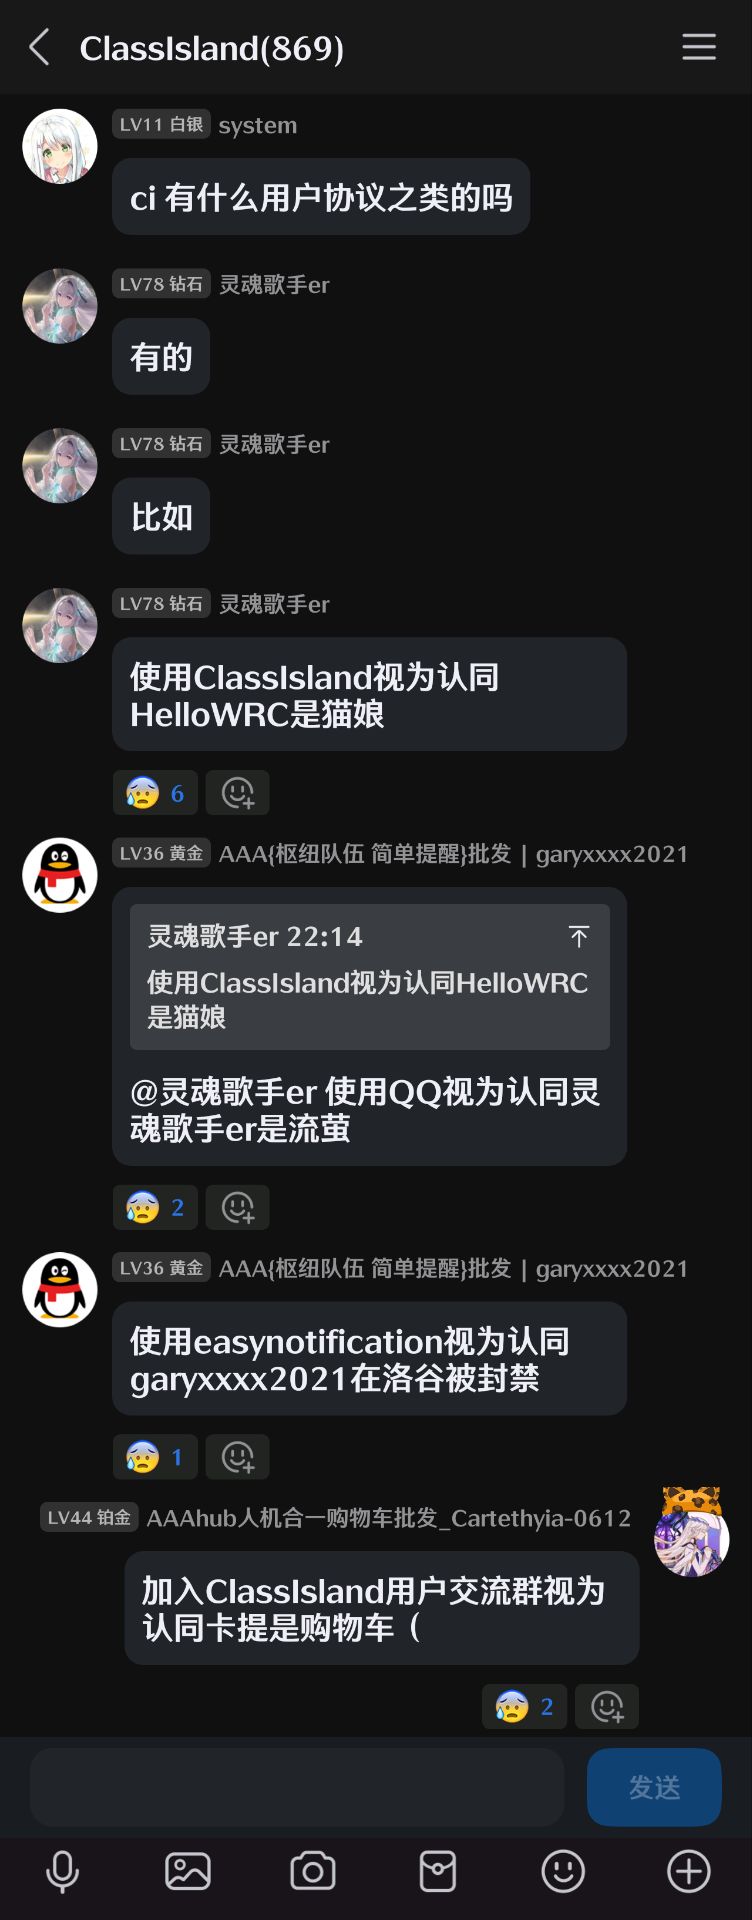 ClassIsland(869)
LV11 白银 system
ci 有什么用户协议之类的吗
LV78 钻石 灵魂歌手er
有的
LV78 钻石 灵魂歌手er
比如
LV78 钻石 灵魂歌手er
使用ClassIsland视为认同
HelloWRC是猫娘
6
LV36 黄金 AAA{枢纽队伍 简单提醒}批发 | garyxxxx2021
灵魂歌手er 22:14
使用ClassIsland视为认同HelloWRC
是猫娘
@灵魂歌手er 使用QQ视为认同灵
魂歌手er是流萤
2
LV36 黄金 AAA{枢纽队伍 简单提醒}批发 | garyxxxx2021
使用easynotification视为认同
garyxxxx2021在洛谷被封禁
1
LV44 铂金 AAAhub人机合一购物车批发_Cartethyia-0612
加入ClassIsland用户交流群视为
认同卡提是购物车（
2
发送